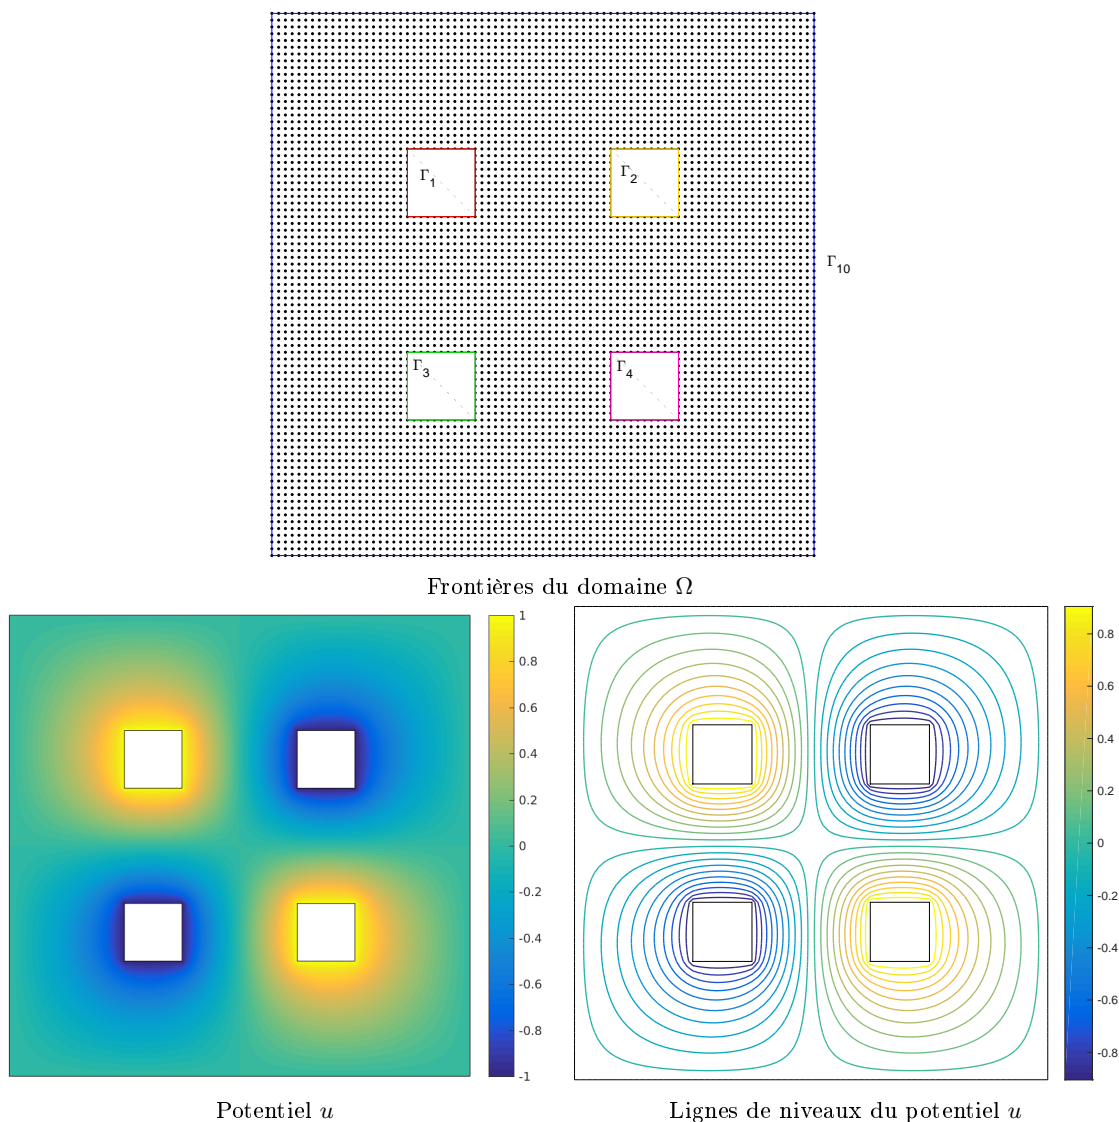 Γ1
Γ2
Γ10
Γ3
Γ4
Frontières du domaine Ω
1
0.8
0.6
0.4
0.2
0
-0.2
-0.4
-0.6
-0.8
-1
0.8
0.6
0.4
0.2
0
-0.2
-0.4
-0.6
-0.8
Potentiel u
Lignes de niveaux du potentiel u